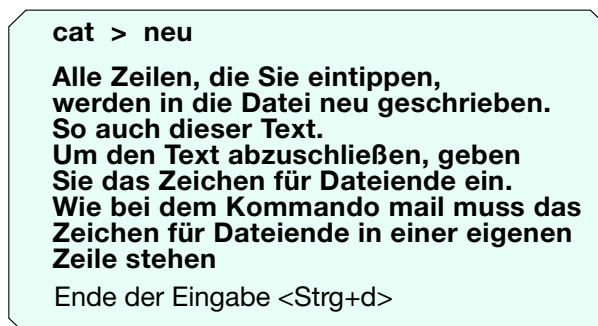 cat > neu
Alle Zeilen, die Sie eintippen,
werden in die Datei neu geschrieben.
So auch dieser Text.
Um den Text abzuschließen, geben
Sie das Zeichen für Dateiende ein.
Wie bei dem Kommando mail muss das
Zeichen für Dateiende in einer eigenen
Zeile stehen
Ende der Eingabe <Strg+d>